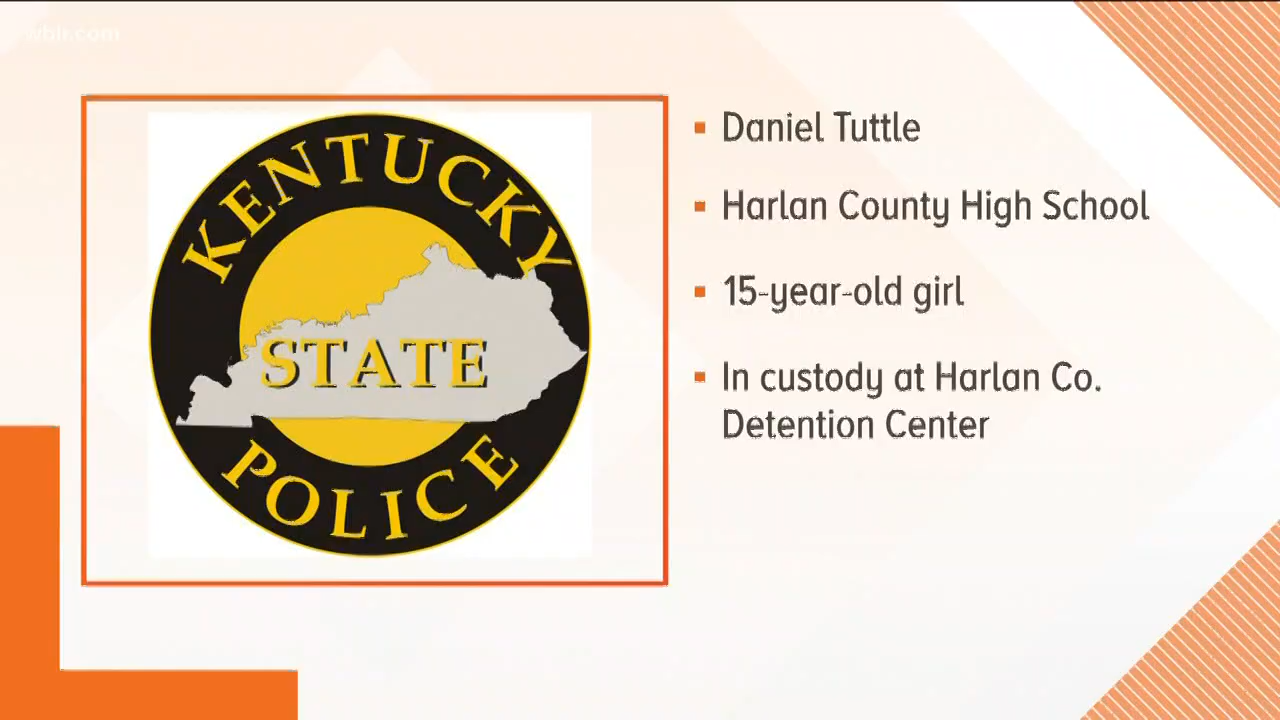 wbir.com
KENTUCKY
STATE
POLICE
Daniel Tuttle
Harlan County High School
15-year-old girl
In custody at Harlan Co.
Detention Center